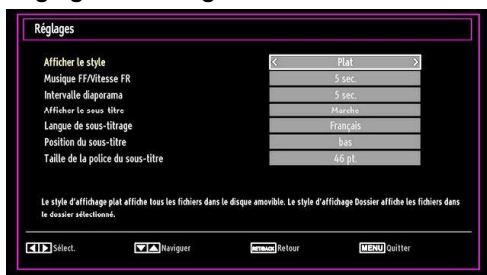 Réglages
Afficher le style < Plat >
Musique FF/Vitesse FR 5 sec.
Intervalle diaporama 5 sec.
Afficher le sous titre Marche
Langue de sous-titrage Français
Position du sous-titre bas
Taille de la police du sous-titre 46 pt.
Le style d'affichage plat affiche tous les fichiers dans le disque amovible. Le style d'affichage Dossier affiche les fichiers dans
le dossier sélectionné.
Sélect. Naviguer Retour MENU Quitter